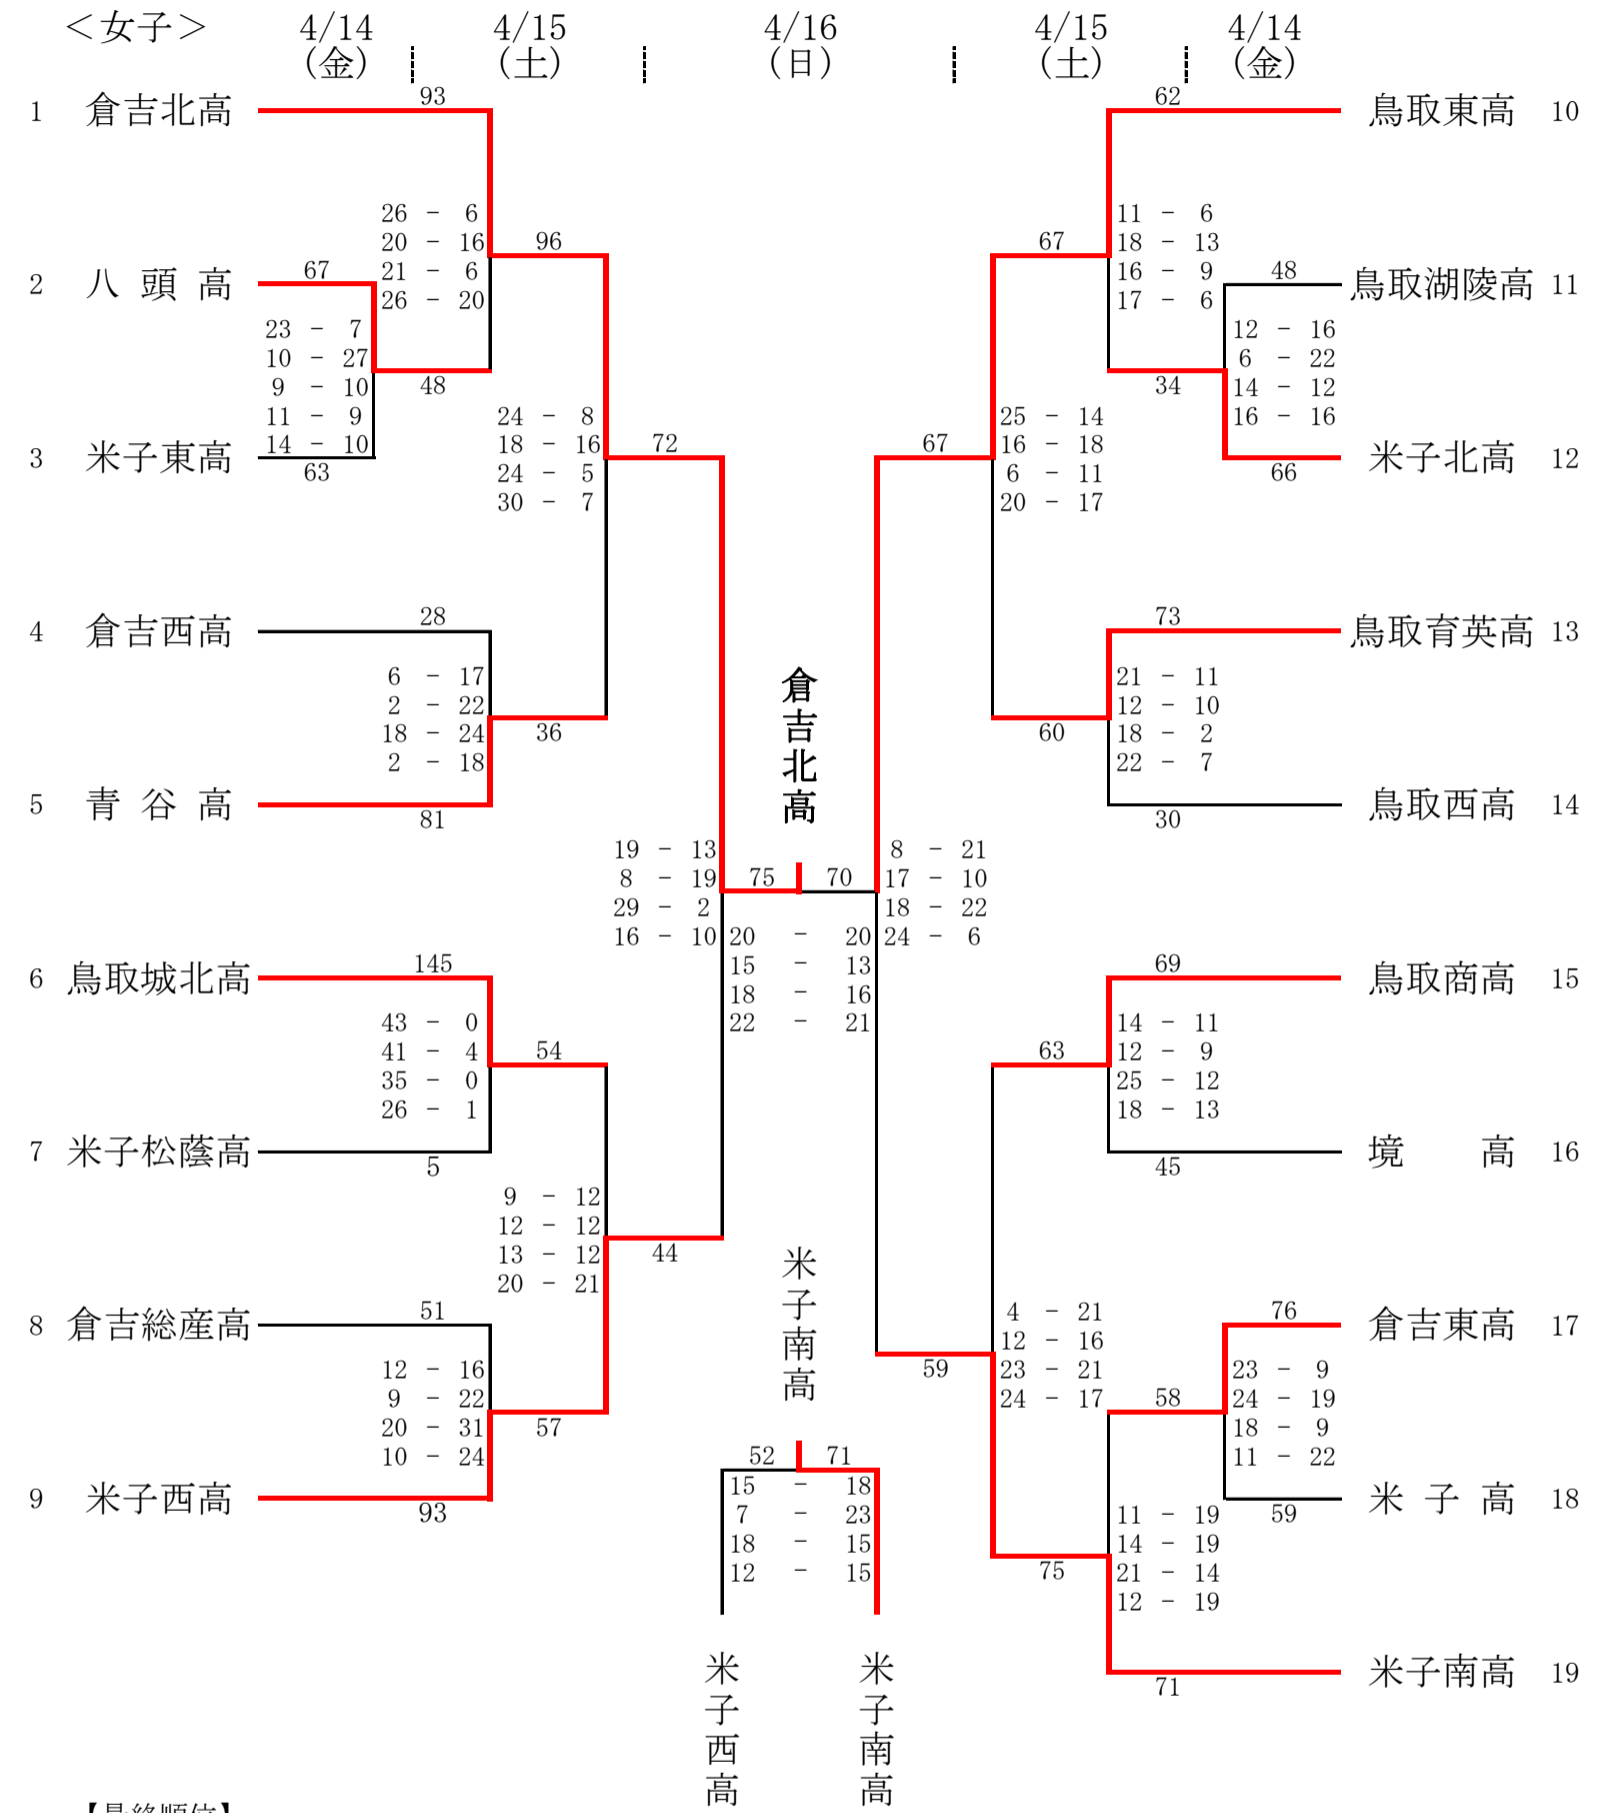 ＜女子＞ 4/14 4/15 4/16 4/15 4/14
(金) (土) (日) (土) (金)
93 62
1 倉吉北高 鳥取東高 10
26 - 6 11 - 6
20 - 16 96 67 18 - 13
67 21 - 6 16 - 9 48
2 八頭高 鳥取湖陵高 11
26 - 20 17 - 6
23 - 7 12 - 16
10 - 27 6 - 22
9 - 10 48 34 14 - 12
11 - 9 24 - 8 25 - 14 16 - 16
14 - 10 18 - 16 72 67 16 - 18
3 米子東高 米子北高 12
63 24 - 5 6 - 11 66
30 - 7 20 - 17
28 73
4 倉吉西高 鳥取育英高 13
6 - 17 21 - 11
2 - 22 12 - 10
18 - 24 36 60 18 - 2
2 - 18 22 - 7
倉吉北高
5 青谷高 鳥取西高 14
81 30
19 - 13 8 - 21
8 - 19 75 70 17 - 10
29 - 2 18 - 22
16 - 10 20 - 20 24 - 6
15 - 13
18 - 16
22 - 21
145 69
6 鳥取城北高 鳥取商高 15
43 - 0 14 - 11
41 - 4 54 63 12 - 9
35 - 0 25 - 12
26 - 1 18 - 13
7 米子松蔭高 境高 16
5 45
9 - 12
12 - 12
13 - 12 44
20 - 21
米子南高
51 4 - 21 76
8 倉吉総産高 倉吉東高 17
12 - 16 12 - 16
59 23 - 21 23 - 9
9 - 22 24 - 17 58 24 - 19
20 - 31 57 18 - 9
10 - 24 52 71 11 - 22
9 米子西高 米子高 18
93 59
15 - 18 11 - 19
7 - 23 14 - 19
18 - 15 75 21 - 14
12 - 15 12 - 19
米子南高 19
71
米子西高
米子南高
【最終順位】